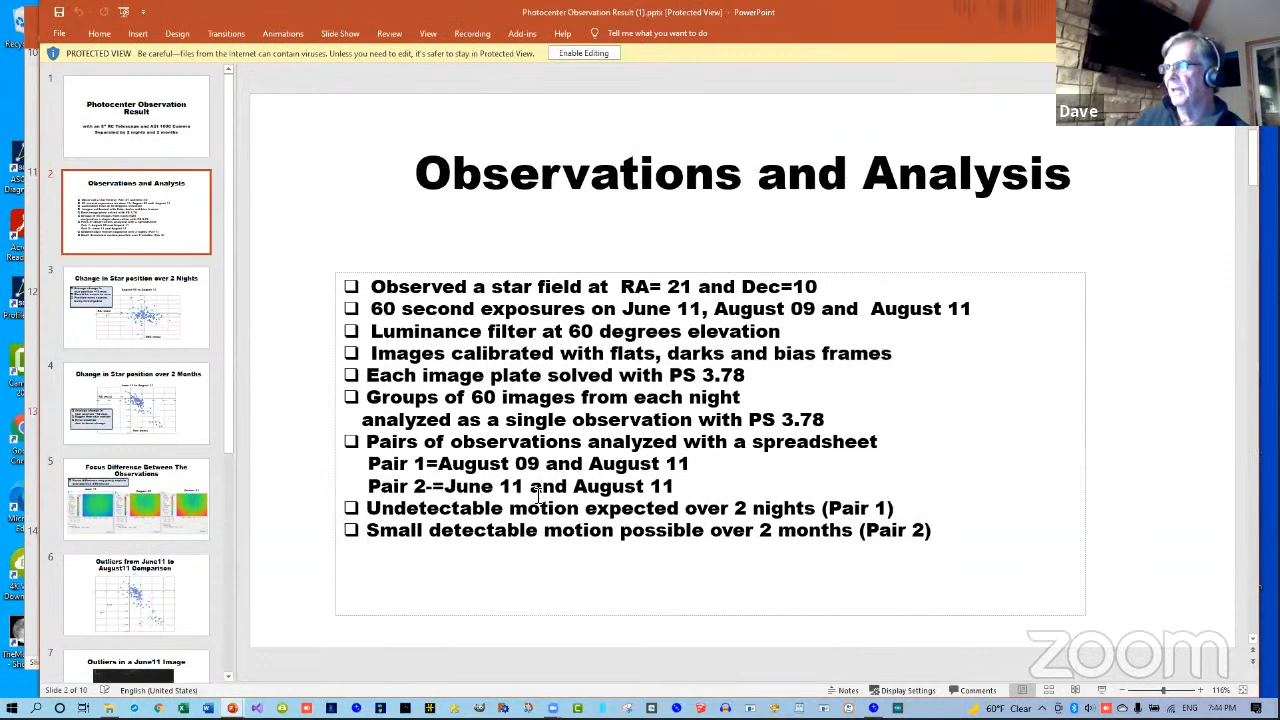 Photocenter Observation Result (1).pptx [Protected View] - PowerPoint
File Home Insert Design Transitions Animations Slide Show Review View Recording Add-ins Help Tell me what you want to do
PROTECTED VIEW Be careful—files from the Internet can contain viruses. Unless you need to edit, it's safer to stay in Protected View. Enable Editing
Dave
1
Photocenter Observation
Result
2
Observations and Analysis
3
Change in Star position over 2 Nights
4
Change in Star position over 2 Months
5
Focus Difference Between The
Observations
6
Outliers from June11 to
August11 Comparison
7
Outliers in a June11 Image
Observations and Analysis
Observed a star field at RA= 21 and Dec=10
60 second exposures on June 11, August 09 and August 11
Luminance filter at 60 degrees elevation
Images calibrated with flats, darks and bias frames
Each image plate solved with PS 3.78
Groups of 60 images from each night
analyzed as a single observation with PS 3.78
Pairs of observations analyzed with a spreadsheet
Pair 1=August 09 and August 11
Pair 2-=June 11 and August 11
Undetectable motion expected over 2 nights (Pair 1)
Small detectable motion possible over 2 months (Pair 2)
zoom
Slide 2 of 10 English (United States) Notes Display Settings Comments 116%
60°F Clear 7:44 PM